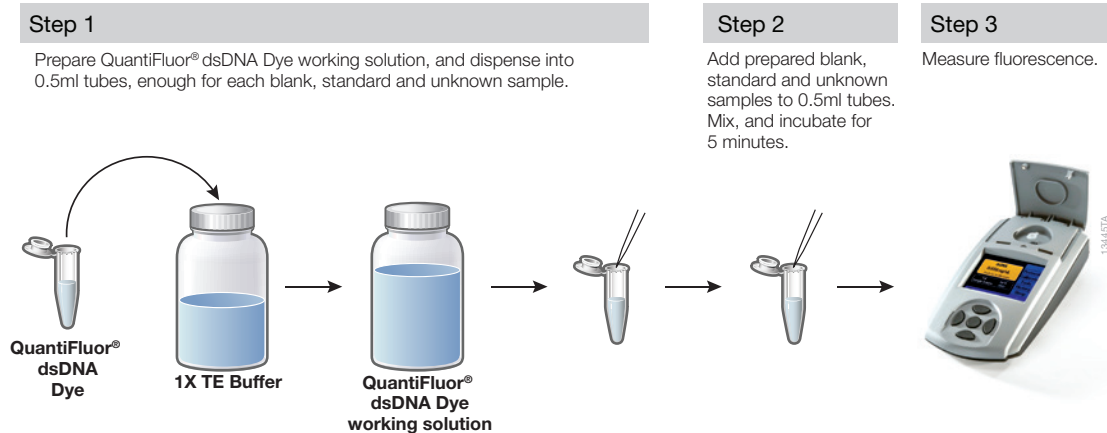 Step 1
Prepare QuantiFluor® dsDNA Dye working solution, and dispense into
0.5ml tubes, enough for each blank, standard and unknown sample.
Step 2
Add prepared blank,
standard and unknown
samples to 0.5ml tubes.
Mix, and incubate for
5 minutes.
Step 3
Measure fluorescence.
QuantiFluor®
dsDNA
Dye
1X TE Buffer
QuantiFluor®
dsDNA Dye
working solution
13445TA